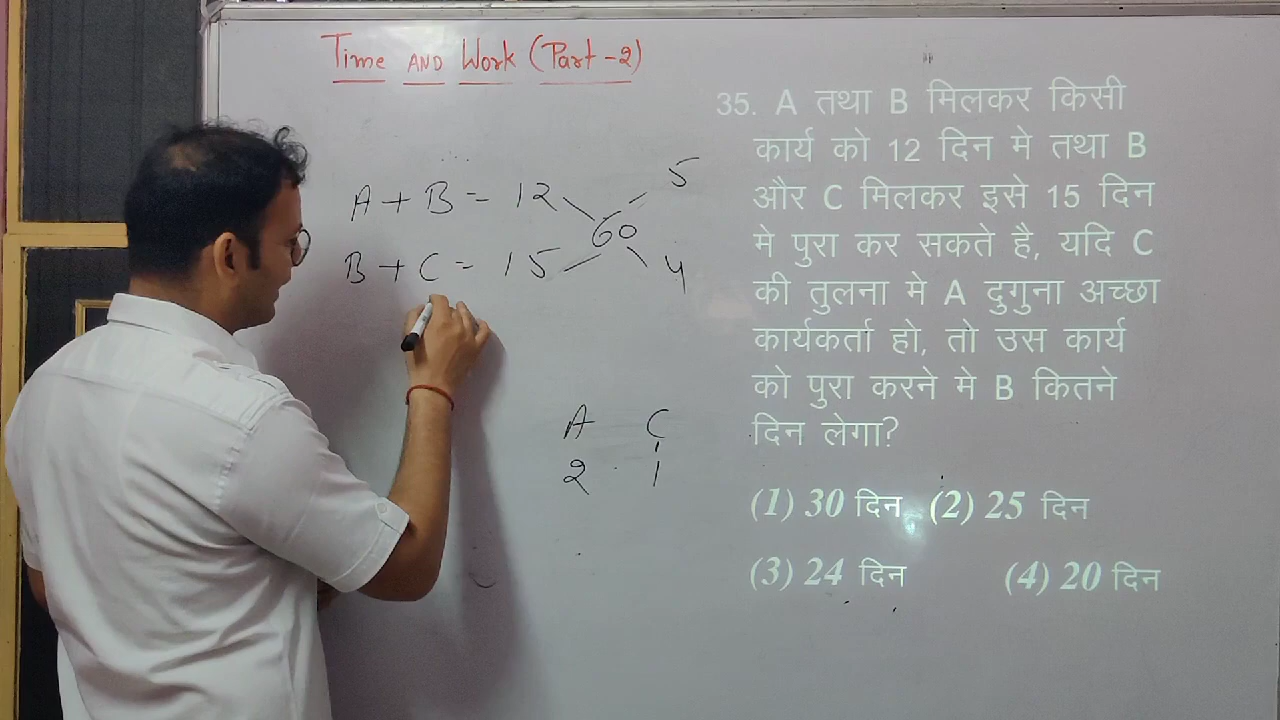 Time AND Work (Part-2)
A + B = 12
5
60
B + C = 15
4
A C
2 1
35. A तथा B मिलकर किसी
कार्य को 12 दिन मे तथा B
और C मिलकर इसे 15 दिन
मे पुरा कर सकते है, यदि C
की तुलना मे A दुगुना अच्छा
कार्यकर्ता हो, तो उस कार्य
को पुरा करने मे B कितने
दिन लेगा?
(1) 30 दिन (2) 25 दिन
(3) 24 दिन (4) 20 दिन